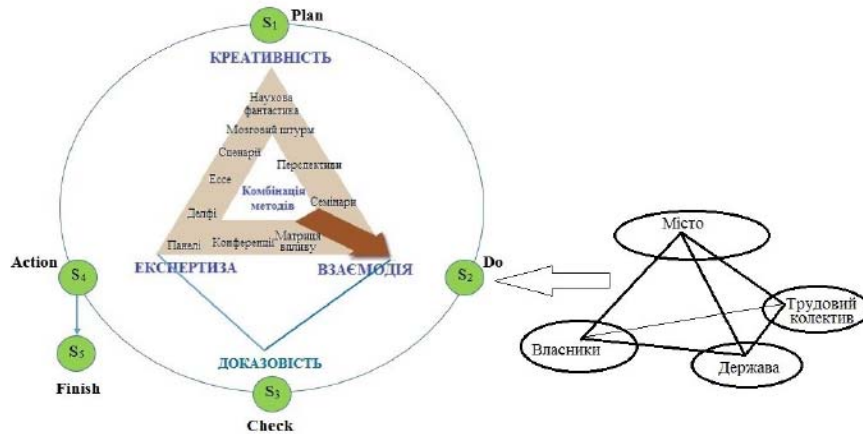 S1 Plan
КРЕАТИВНІСТЬ
Наукова
фантастика
Мозговий штурм
Сценарії
Перспективи
Ессе
Комбінація
методів
Семінари
Делфі
Панелі
Конференції
Матриця
впливу
ЕКСПЕРТИЗА
ВЗАЄМОДІЯ
Action S4
S2 Do
S5
Finish
ДОКАЗОВІСТЬ
S3
Check
Місто
Трудовий
колектив
Власники
Держава